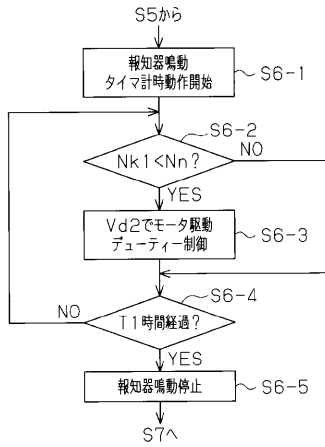 S5から
報知器鳴動
タイマ計時動作開始
S6-1
S6-2
Nk1<Nn?
NO
YES
Vd2でモータ駆動
デューティー制御
S6-3
S6-4
NO
T1時間経過?
YES
報知器鳴動停止
S6-5
S7へ